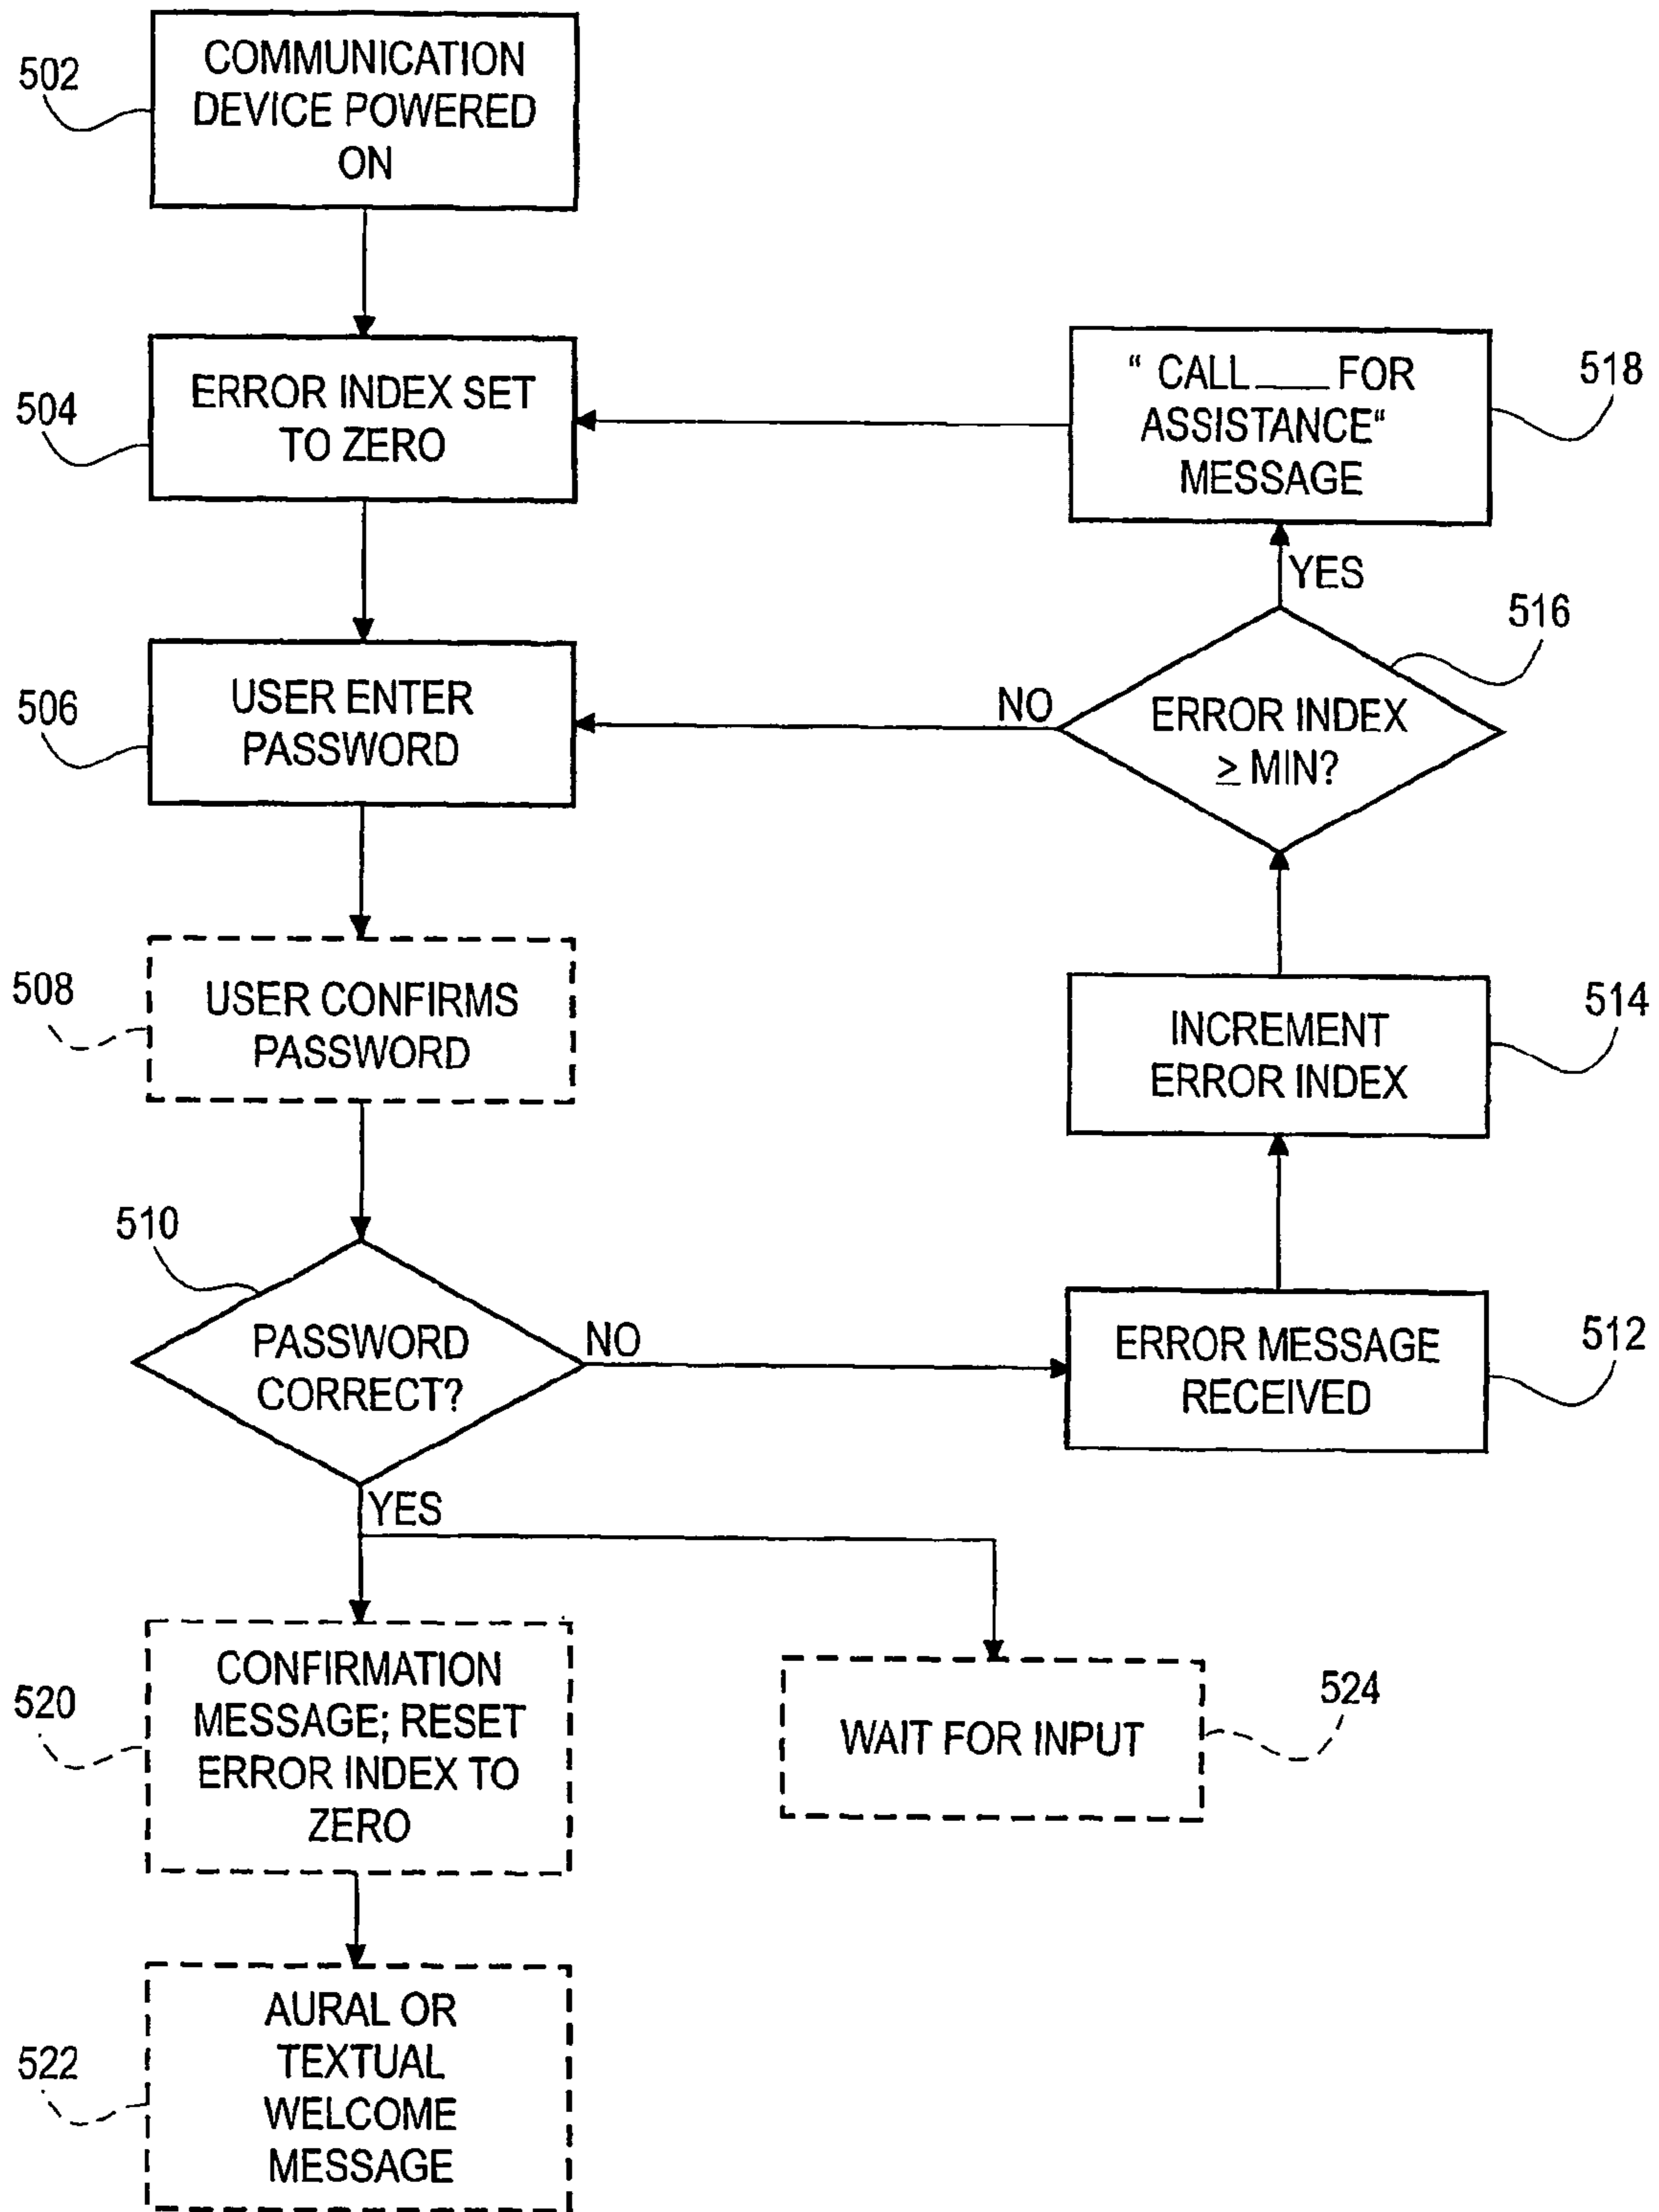 502
COMMUNICATION
DEVICE POWERED
ON
504
ERROR INDEX SET
TO ZERO
“ CALL ____ FOR
ASSISTANCE“
MESSAGE
518
YES
506
USER ENTER
PASSWORD
NO
ERROR INDEX
≥ MIN?
516
508
USER CONFIRMS
PASSWORD
INCREMENT
ERROR INDEX
514
510
PASSWORD
CORRECT?
NO
ERROR MESSAGE
RECEIVED
512
YES
520
CONFIRMATION
MESSAGE; RESET
ERROR INDEX TO
ZERO
WAIT FOR INPUT
524
522
AURAL OR
TEXTUAL
WELCOME
MESSAGE